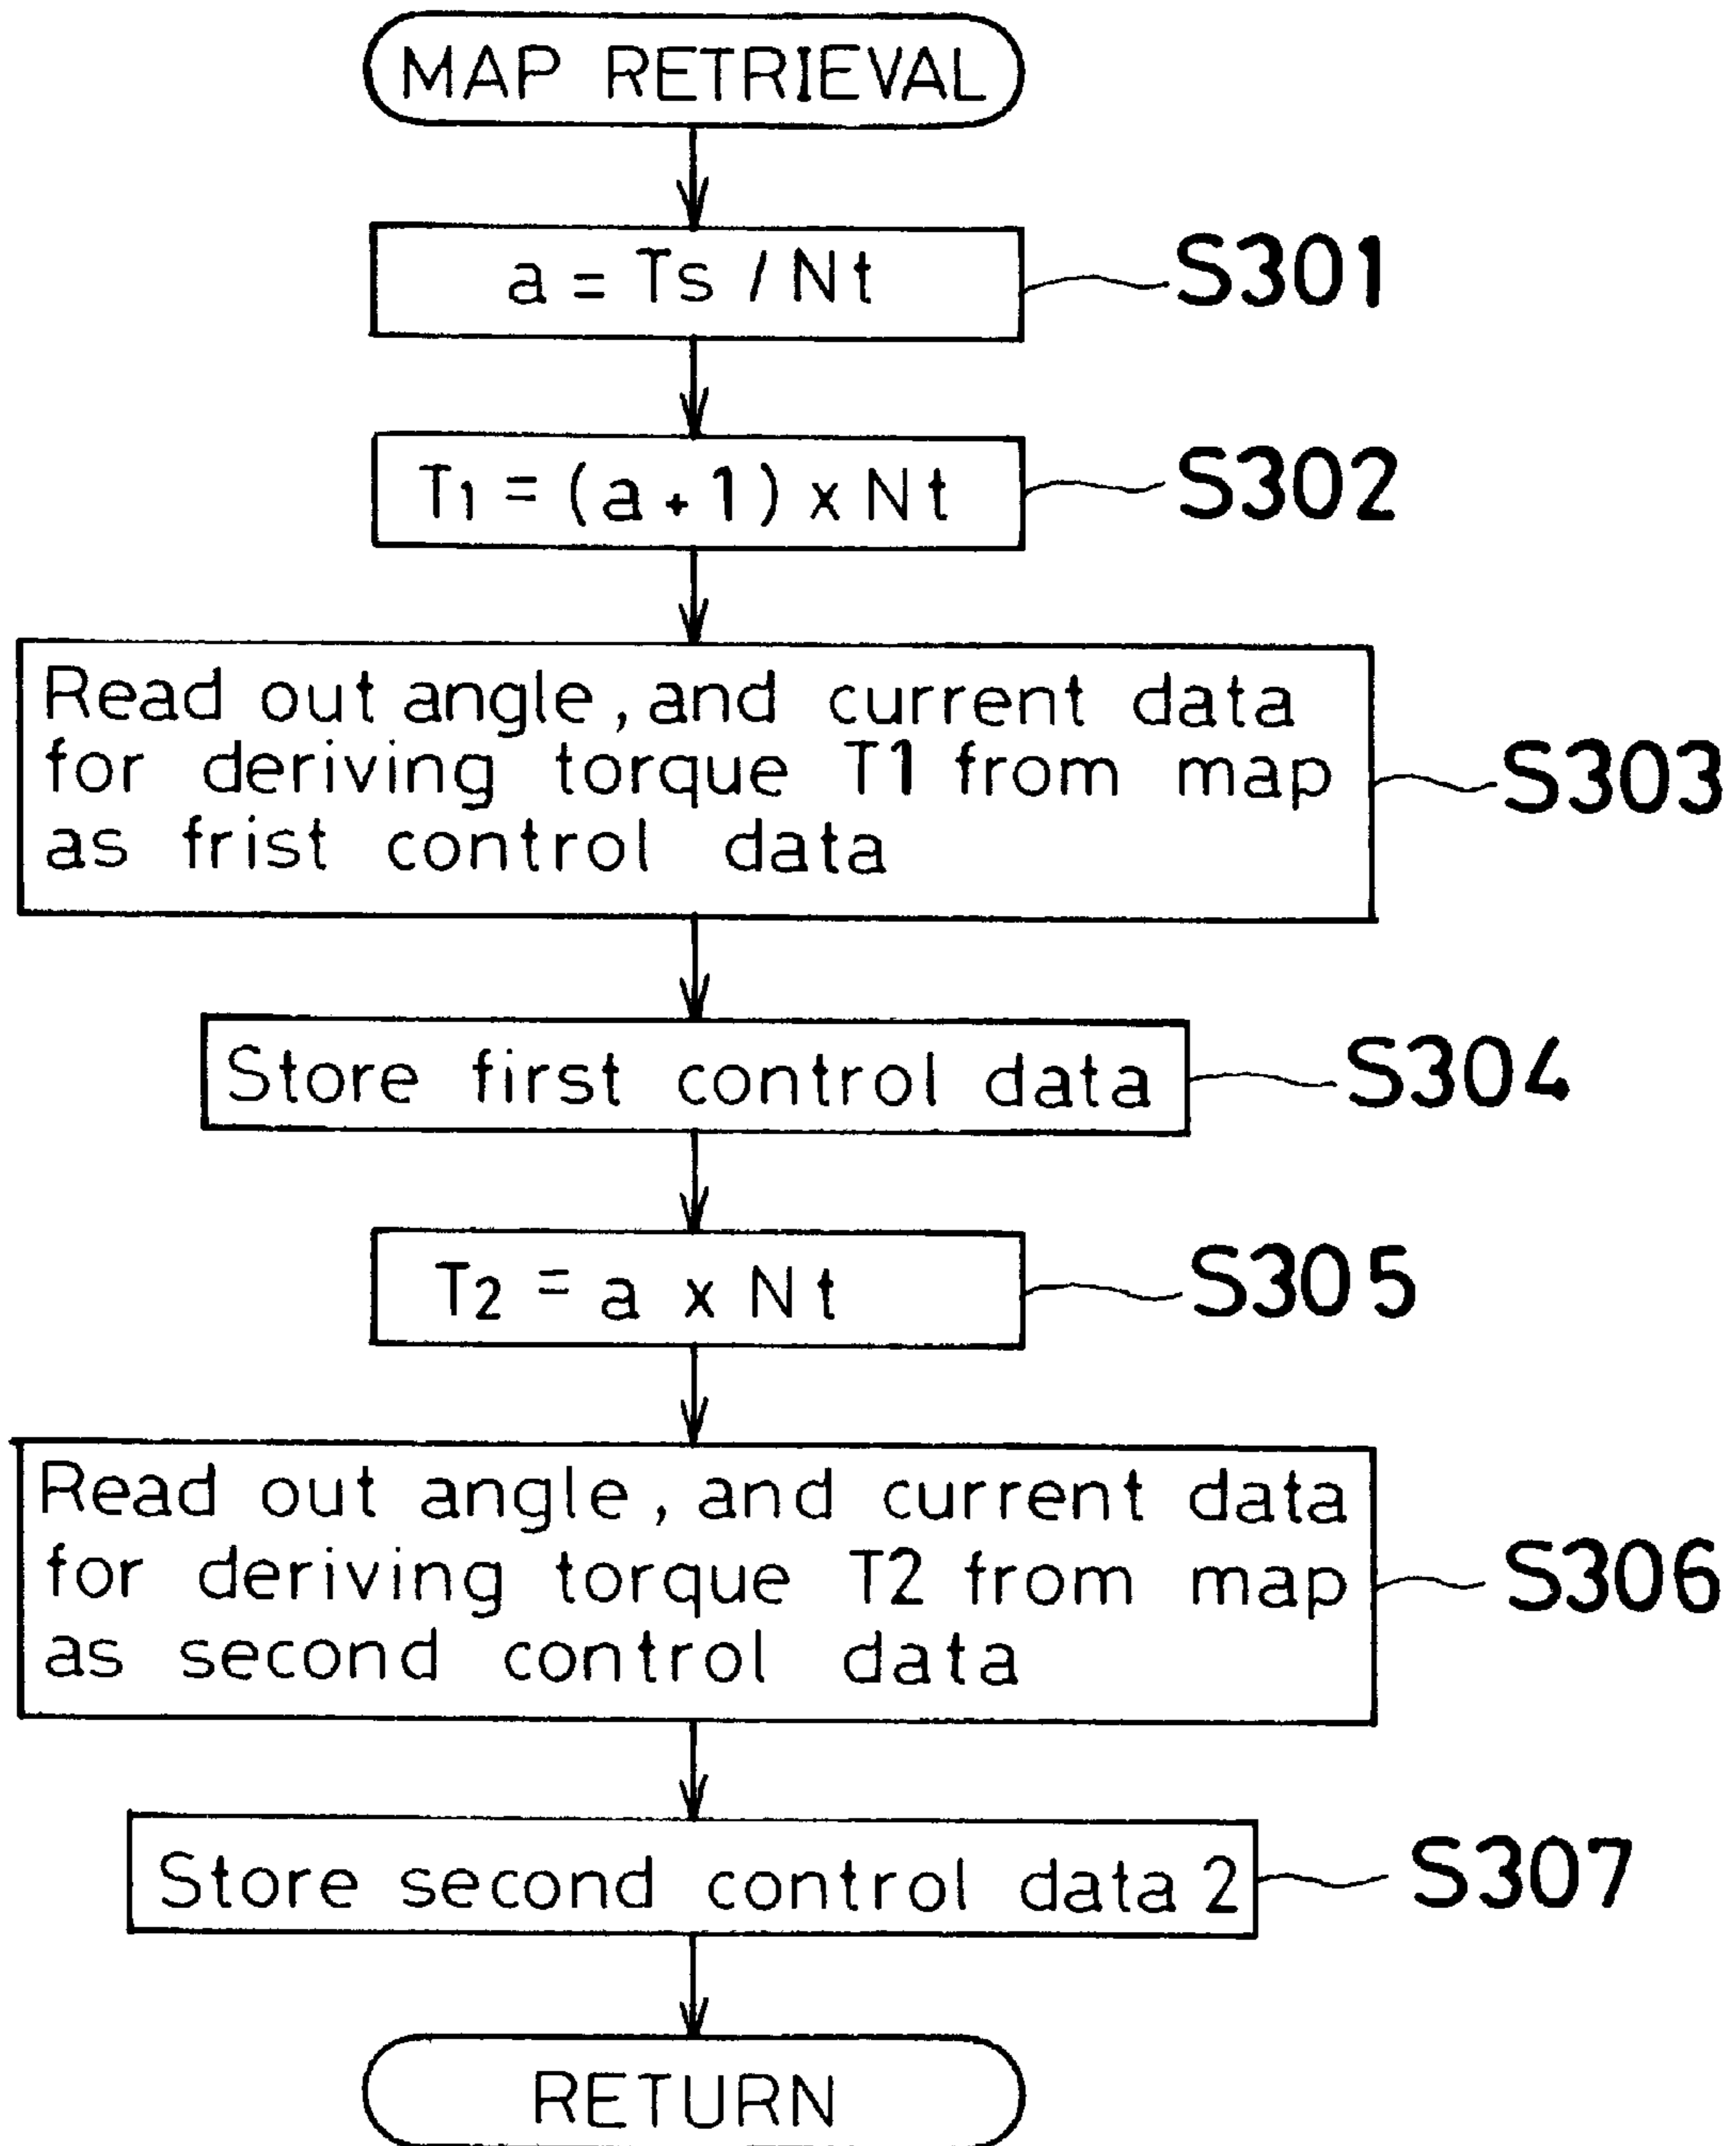 MAP RETRIEVAL
a = Ts / Nt
S301
T1 = (a + 1) x Nt
S302
Read out angle, and current data
for deriving torque T1 from map
as frist control data
S303
Store first control data
S304
T2 = a x Nt
S305
Read out angle, and current data
for deriving torque T2 from map
as second control data
S306
Store second control data 2
S307
RETURN